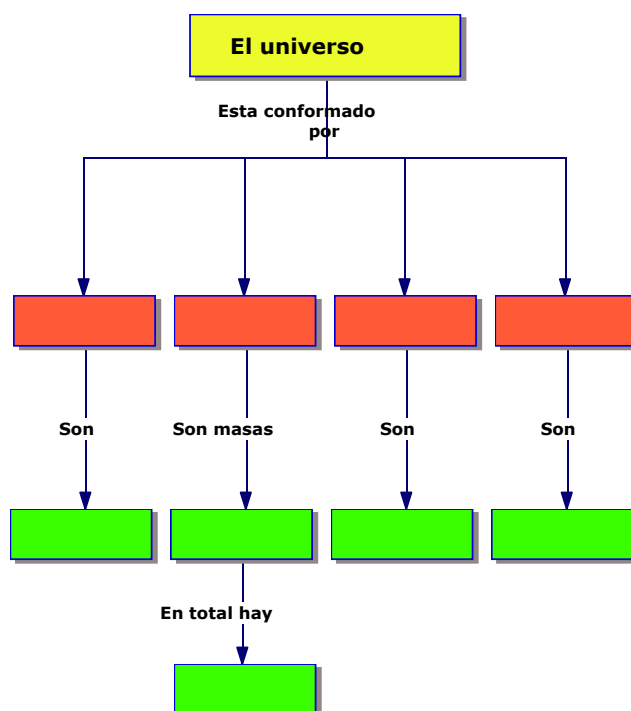 El universo
Esta conformado
por
Son
Son masas
Son
Son
En total hay